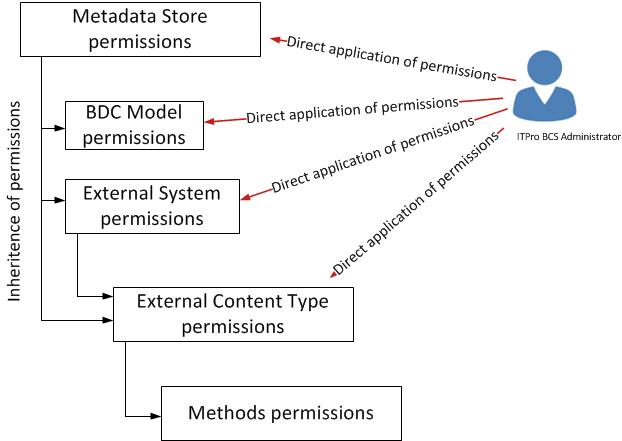 Metadata Store
permissions
Direct application of permissions
ITPro BCS Administrator
Inheritence of permissions
BDC Model
permissions
Direct application of permissions
External System
permissions
Direct application of permissions
Direct application of permissions
External Content Type
permissions
Methods permissions